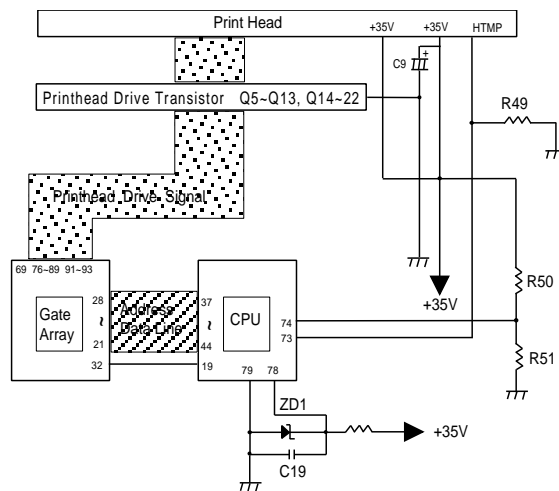 Print Head
+35V
+35V
HTMP
+
C9
Printhead Drive Transistor Q5~Q13, Q14~22
R49
Printhead Drive Signal
69 76~89 91~93
R50
+35V
Gate
Array
28
~
21
32
Address
Data Line
37
~
44
19
CPU
74
73
R51
79 78
ZD1
+35V
C19